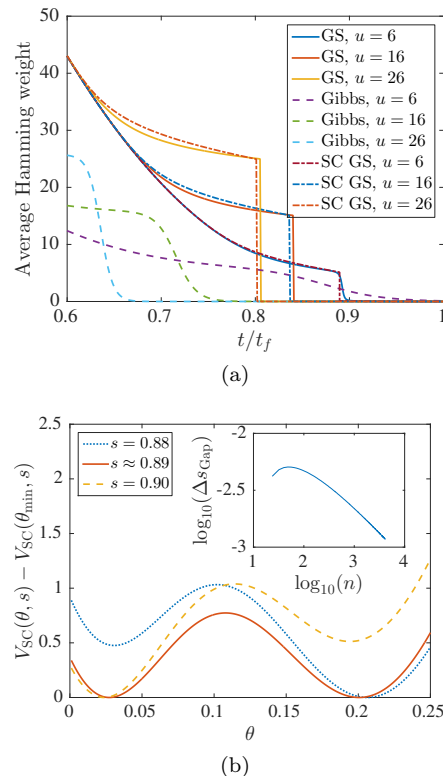 50
40
30
20
10
0
Average Hamming weight
GS, u = 6
GS, u = 16
GS, u = 26
Gibbs, u = 6
Gibbs, u = 16
Gibbs, u = 26
SC GS, u = 6
SC GS, u = 16
SC GS, u = 26
0.6 0.7 0.8 0.9 1
t/t_f
(a)
2.5
2
1.5
1
0.5
0
V_SC(θ, s) − V_SC(θ_min, s)
s = 0.88
s ≈ 0.89
s = 0.90
-2
-2.5
-3
log_10(Δs_Gap)
1 2 3 4
log_10(n)
0 0.05 0.1 0.15 0.2 0.25
θ
(b)